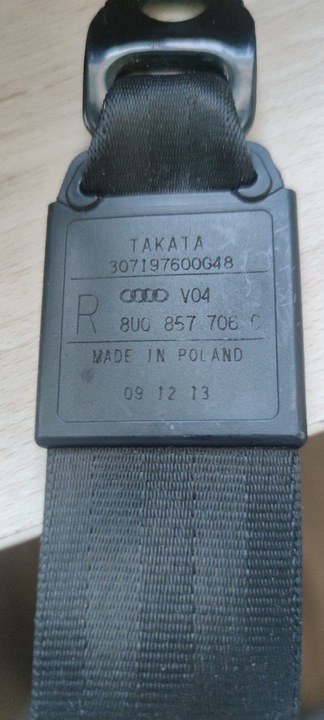 TAKATA
307197600G48
R V04
8U0 857 706 C
MADE IN POLAND
09 12 13